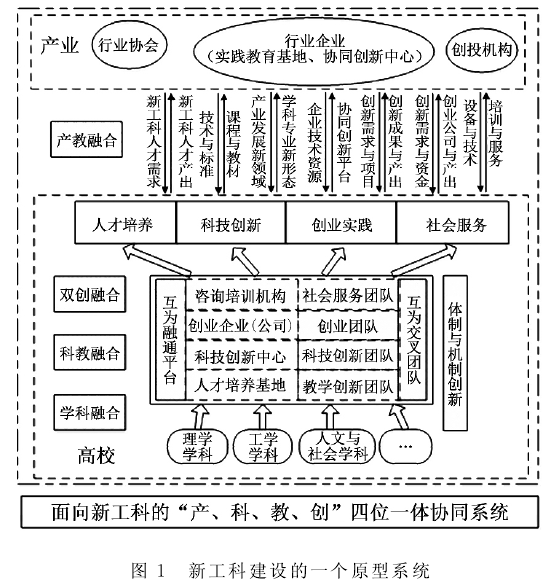 产业
行业协会
行业企业
（实践教育基地、协同创新中心）
创投机构
产教融合
新工科人才需求
新工科人才产出
技术与标准
课程与教材
产业发展新领域
学科专业新形态
企业技术资源
协同创新平台
创新需求与项目
创新成果与产出
创新需求与资金
创业公司与产出
设备与技术
培训与服务
人才培养
科技创新
创业实践
社会服务
双创融合
科教融合
学科融合
高校
互为融通平台
咨询培训机构
社会服务团队
创业企业(公司)
创业团队
科技创新中心
科技创新团队
人才培养基地
教学创新团队
互为交叉团队
体制与机制创新
理学
学科
工学
学科
人文与
社会学科
…
面向新工科的“产、科、教、创”四位一体协同系统
图 1 新工科建设的一个原型系统